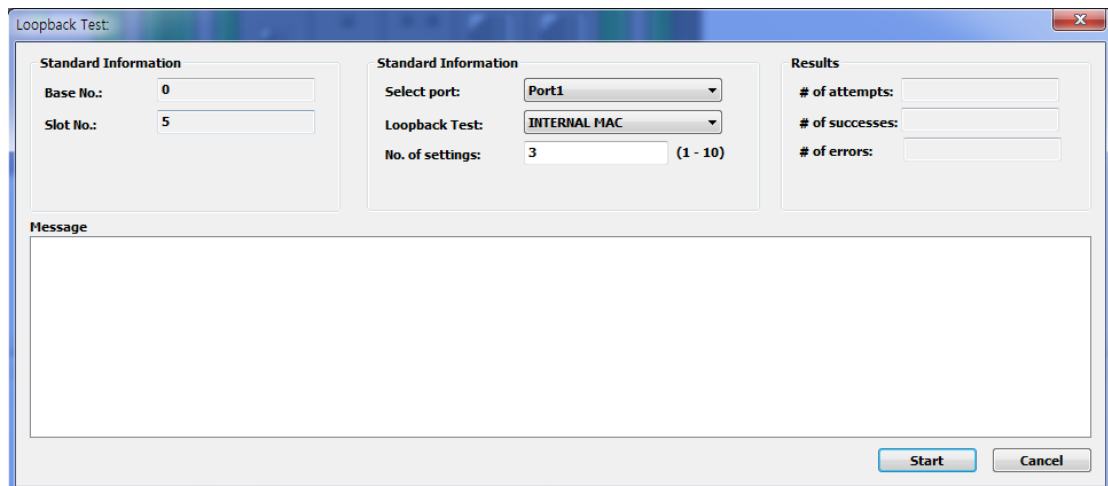 Loopback Test:
Standard Information
Base No.: 0
Slot No.: 5
Standard Information
Select port: Port1
Loopback Test: INTERNAL MAC
No. of settings: 3 (1 - 10)
Results
# of attempts:
# of successes:
# of errors:
Message
Start Cancel